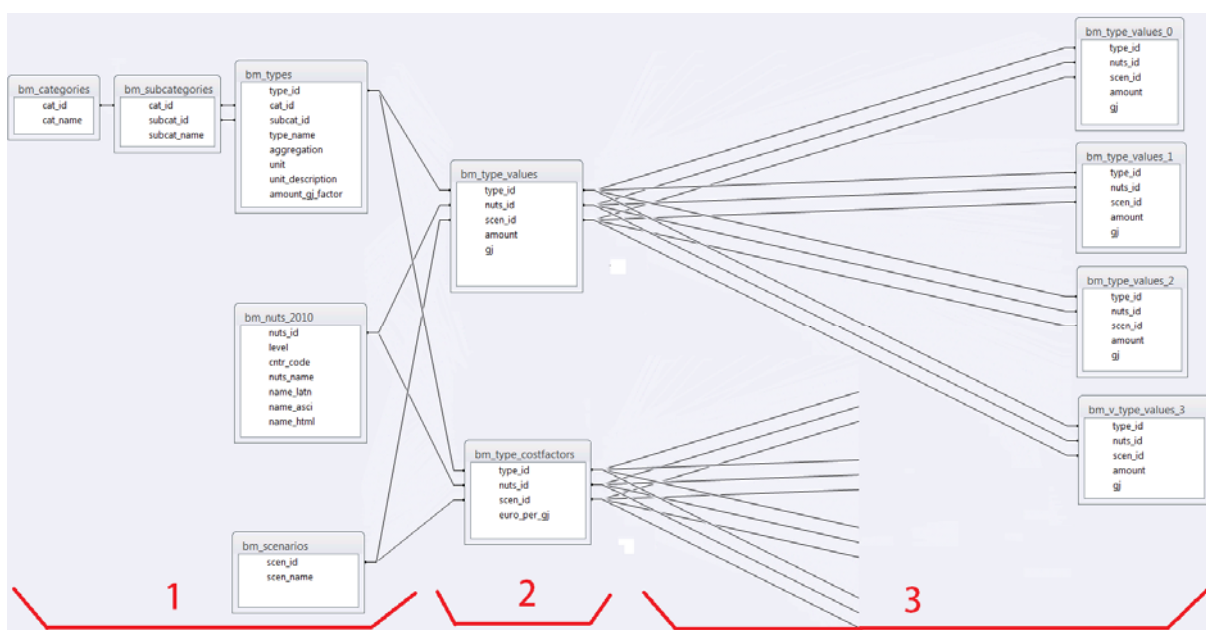 bm_categories
cat_id
cat_name
bm_subcategories
cat_id
subcat_id
subcat_name
bm_types
type_id
cat_id
subcat_id
type_name
aggregation
unit
unit_description
amount_gj_factor
bm_nuts_2010
nuts_id
level
cntr_code
nuts_name
name_latn
name_asci
name_html
bm_scenarios
scen_id
scen_name
bm_type_values
type_id
nuts_id
scen_id
amount
gj
bm_type_costfactors
type_id
nuts_id
scen_id
euro_per_gj
bm_type_values_0
type_id
nuts_id
scen_id
amount
gj
bm_type_values_1
type_id
nuts_id
scen_id
amount
gj
bm_type_values_2
type_id
nuts_id
scen_id
amount
gj
bm_v_type_values_3
type_id
nuts_id
scen_id
amount
gj
1
2
3